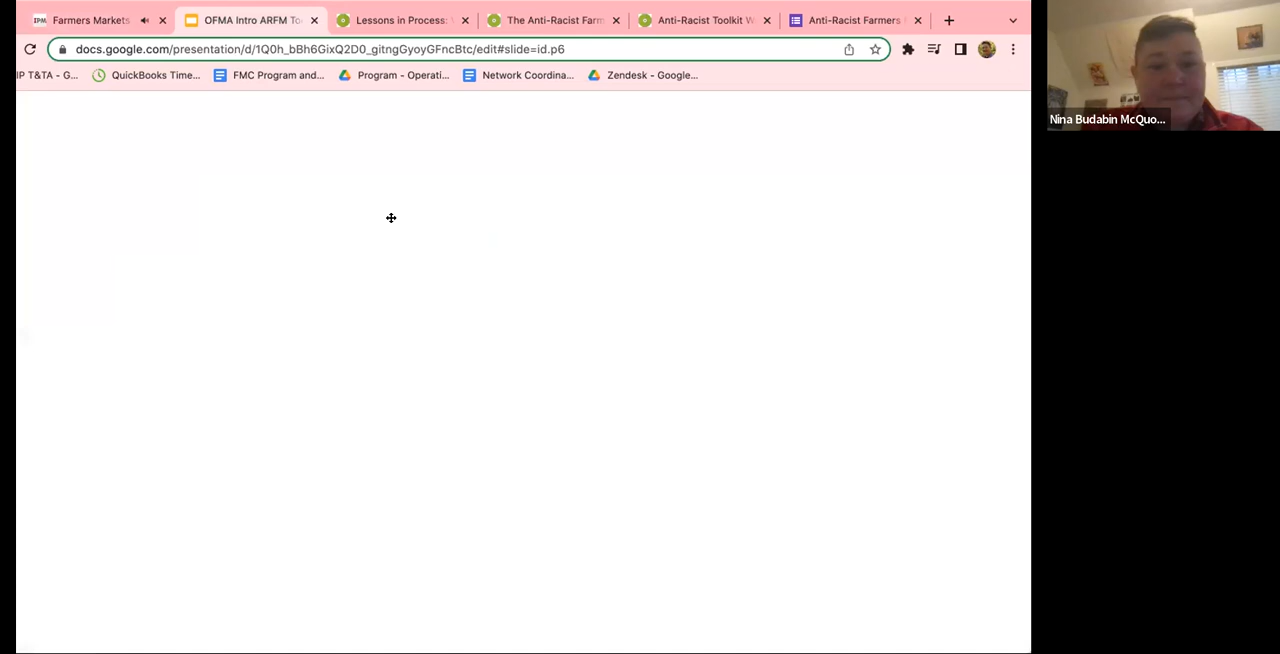 Farmers Markets
OFMA Intro ARFM To
Lessons in Process:
The Anti-Racist Farm
Anti-Racist Toolkit W
Anti-Racist Farmers
docs.google.com/presentation/d/1Q0h_bBh6GixQ2D0_gitngGyoyGFncBtc/edit#slide=id.p6
IP T&TA - G...
QuickBooks Time...
FMC Program and...
Program - Operati...
Network Coordina...
Zendesk - Google...
Nina Budabin McQuo...